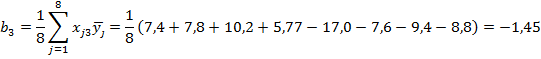 b₃ = 1/8 ∑_{j=1}^{8} x_{j3}y̅_j = 1/8 (7,4 + 7,8 + 10,2 + 5,77 − 17,0 − 7,6 − 9,4 − 8,8) = −1,45